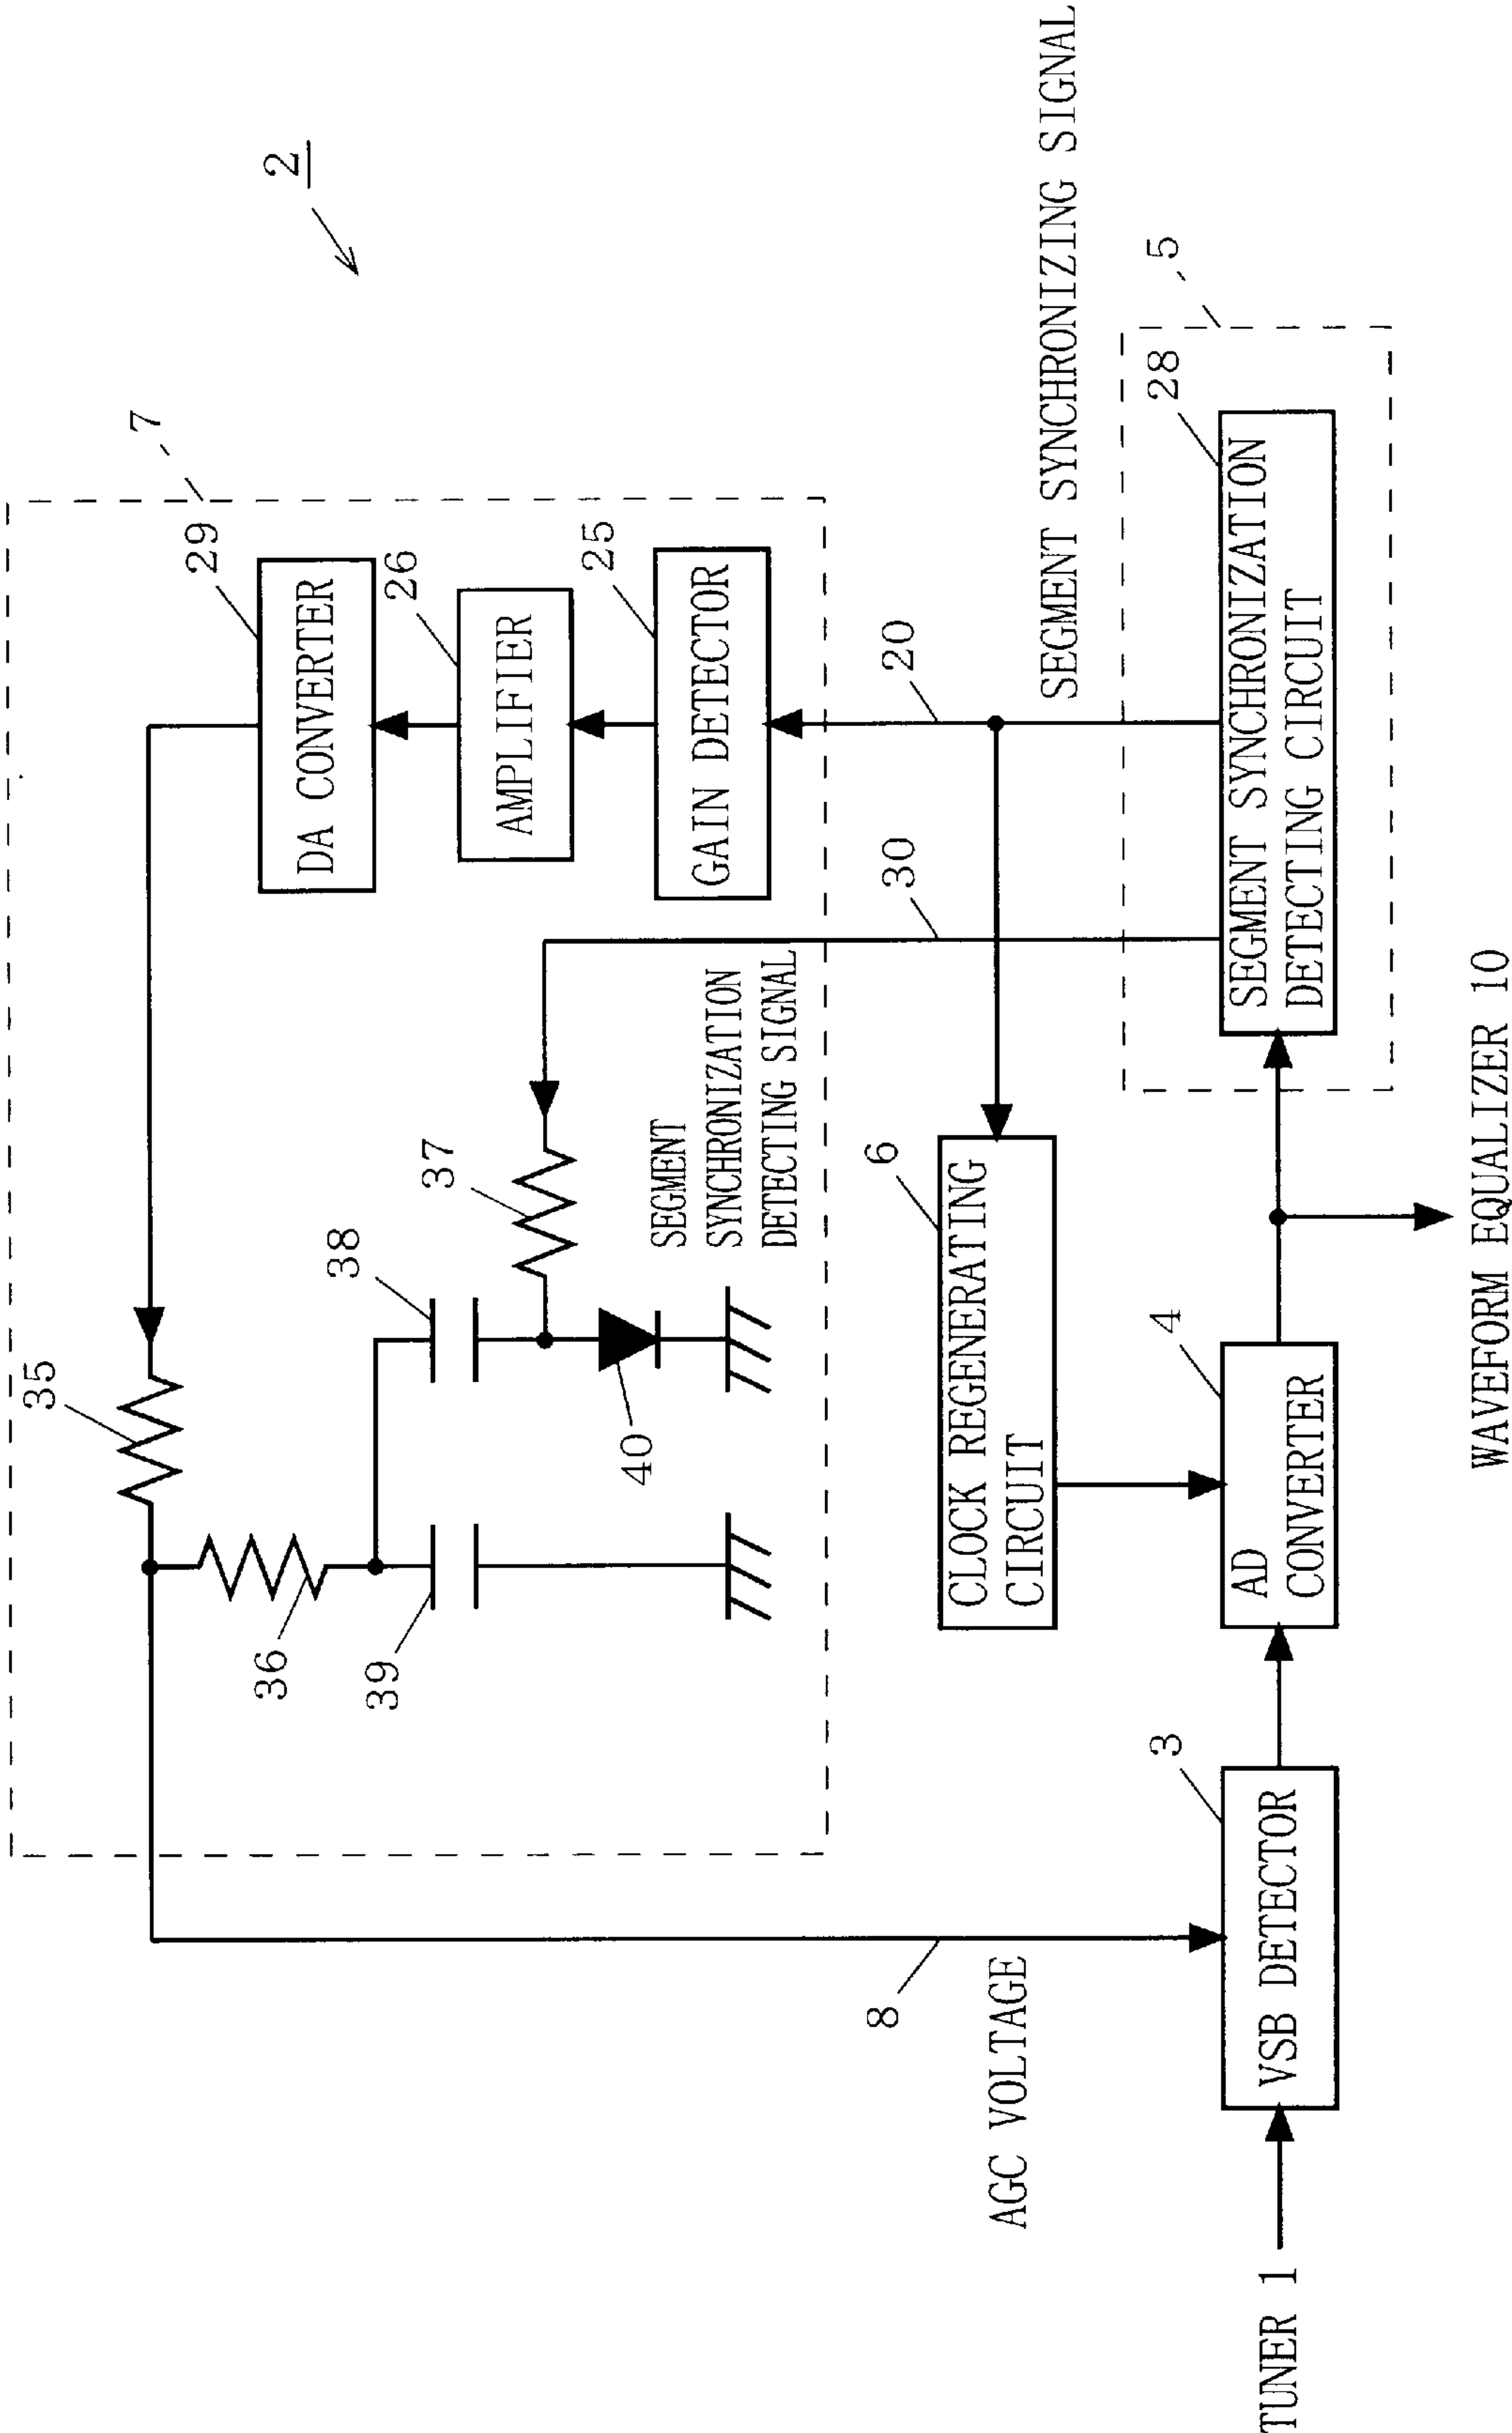 2
7
35
29
DA CONVERTER
36
38
26
AMPLIFIER
39
37
40
25
GAIN DETECTOR
SEGMENT
SYNCHRONIZATION
DETECTING SIGNAL
8
AGC VOLTAGE
6
CLOCK REGENERATING
CIRCUIT
30
20
SEGMENT SYNCHRONIZING SIGNAL
5
TUNER 1
3
VSB DETECTOR
4
AD
CONVERTER
28
SEGMENT SYNCHRONIZATION
DETECTING CIRCUIT
WAVEFORM EQUALIZER 10